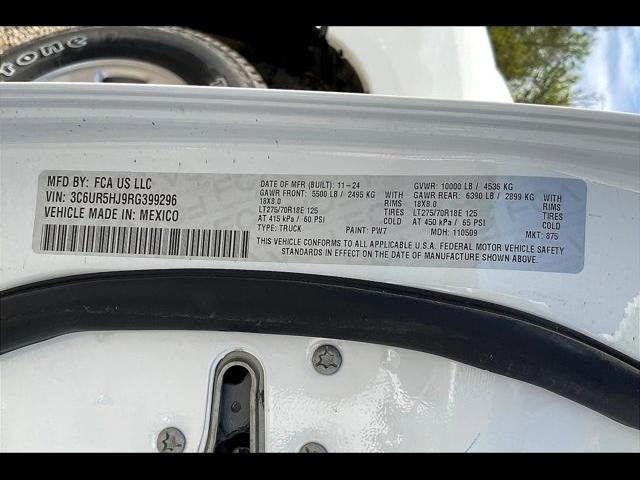 stone
MFD BY: FCA US LLC
VIN: 3C6UR5HJ9RG399296
VEHICLE MADE IN: MEXICO
DATE OF MFR (BUILT): 11-24
GAWR FRONT: 5500 LB / 2495 KG WITH
18X8.0 RIMS
LT275/70R18E 125 TIRES
AT 415 kPa / 60 PSI COLD
TYPE: TRUCK PAINT: PW7
GVWR: 10000 LB / 4536 KG
GAWR REAR: 6390 LB / 2899 KG WITH
18X8.0 RIMS
LT275/70R18E 125 TIRES
AT 450 kPa / 65 PSI COLD
MDH: 110509 MKT: 875
THIS VEHICLE CONFORMS TO ALL APPLICABLE U.S.A. FEDERAL MOTOR VEHICLE SAFETY
STANDARDS IN EFFECT ON THE DATE OF MANUFACTURE SHOWN ABOVE